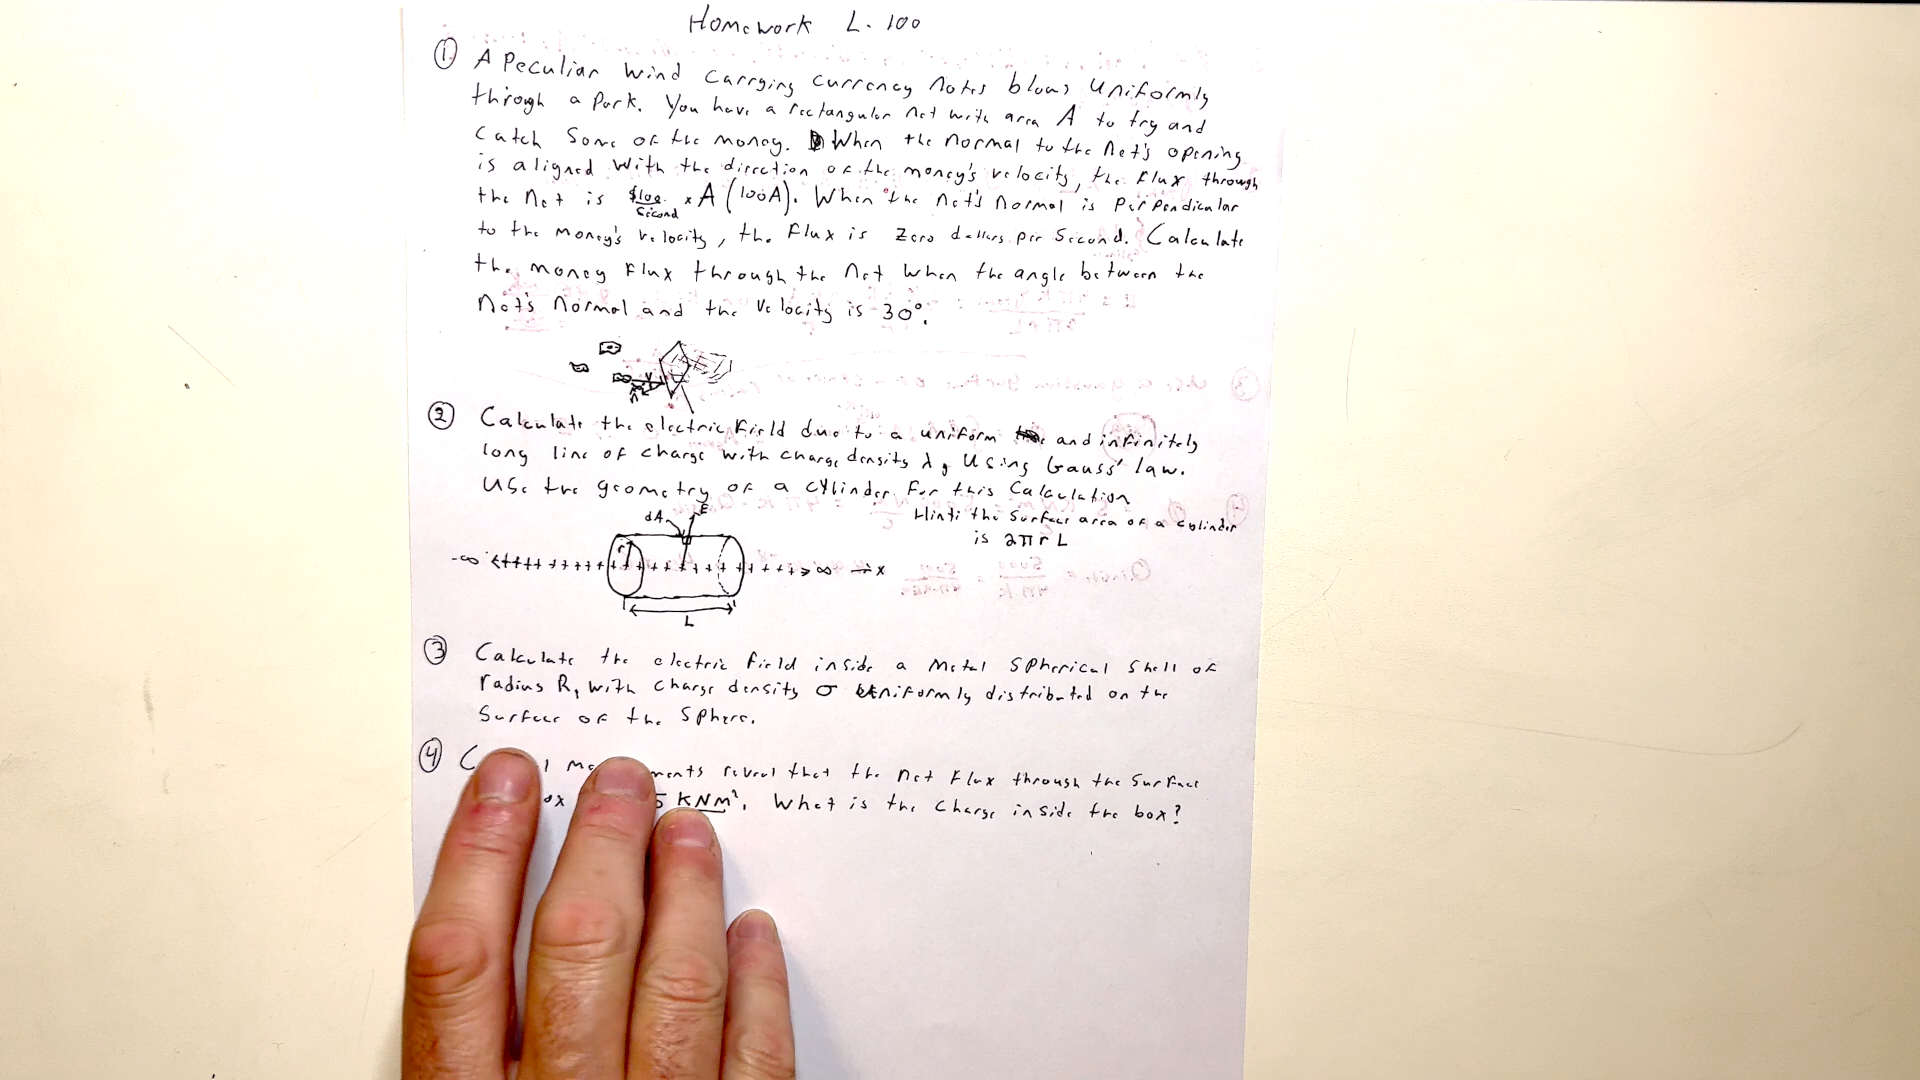 Homework L. 100
① A Peculiar wind carrying currency notes blows uniformly
through a park. You have a rectangular net with area A to try and
catch some of the money. When the normal to the net's opening
is aligned with the direction of the money's velocity, the flux through
the net is $100/second x A (100A). When the net's normal is perpendicular
to the money's velocity, the flux is zero dollars per second. Calculate
the money flux through the net when the angle between the
net's normal and the velocity is 30°.
v
n
② Calculate the electric field due to a uniform and infinitely
long line of charge with charge density λ, using Gauss' law.
Use the geometry of a cylinder for this calculation
Hint: the surface area of a cylinder
is 2πrL
dA E
r
-∞ +++++++++++++++ ∞ → x
L
③ Calculate the electric field inside a metal spherical shell of
radius R, with charge density σ uniformly distributed on the
surface of the sphere.
④ reveal that the net flux through the surface
KNm². What is the charge inside the box?